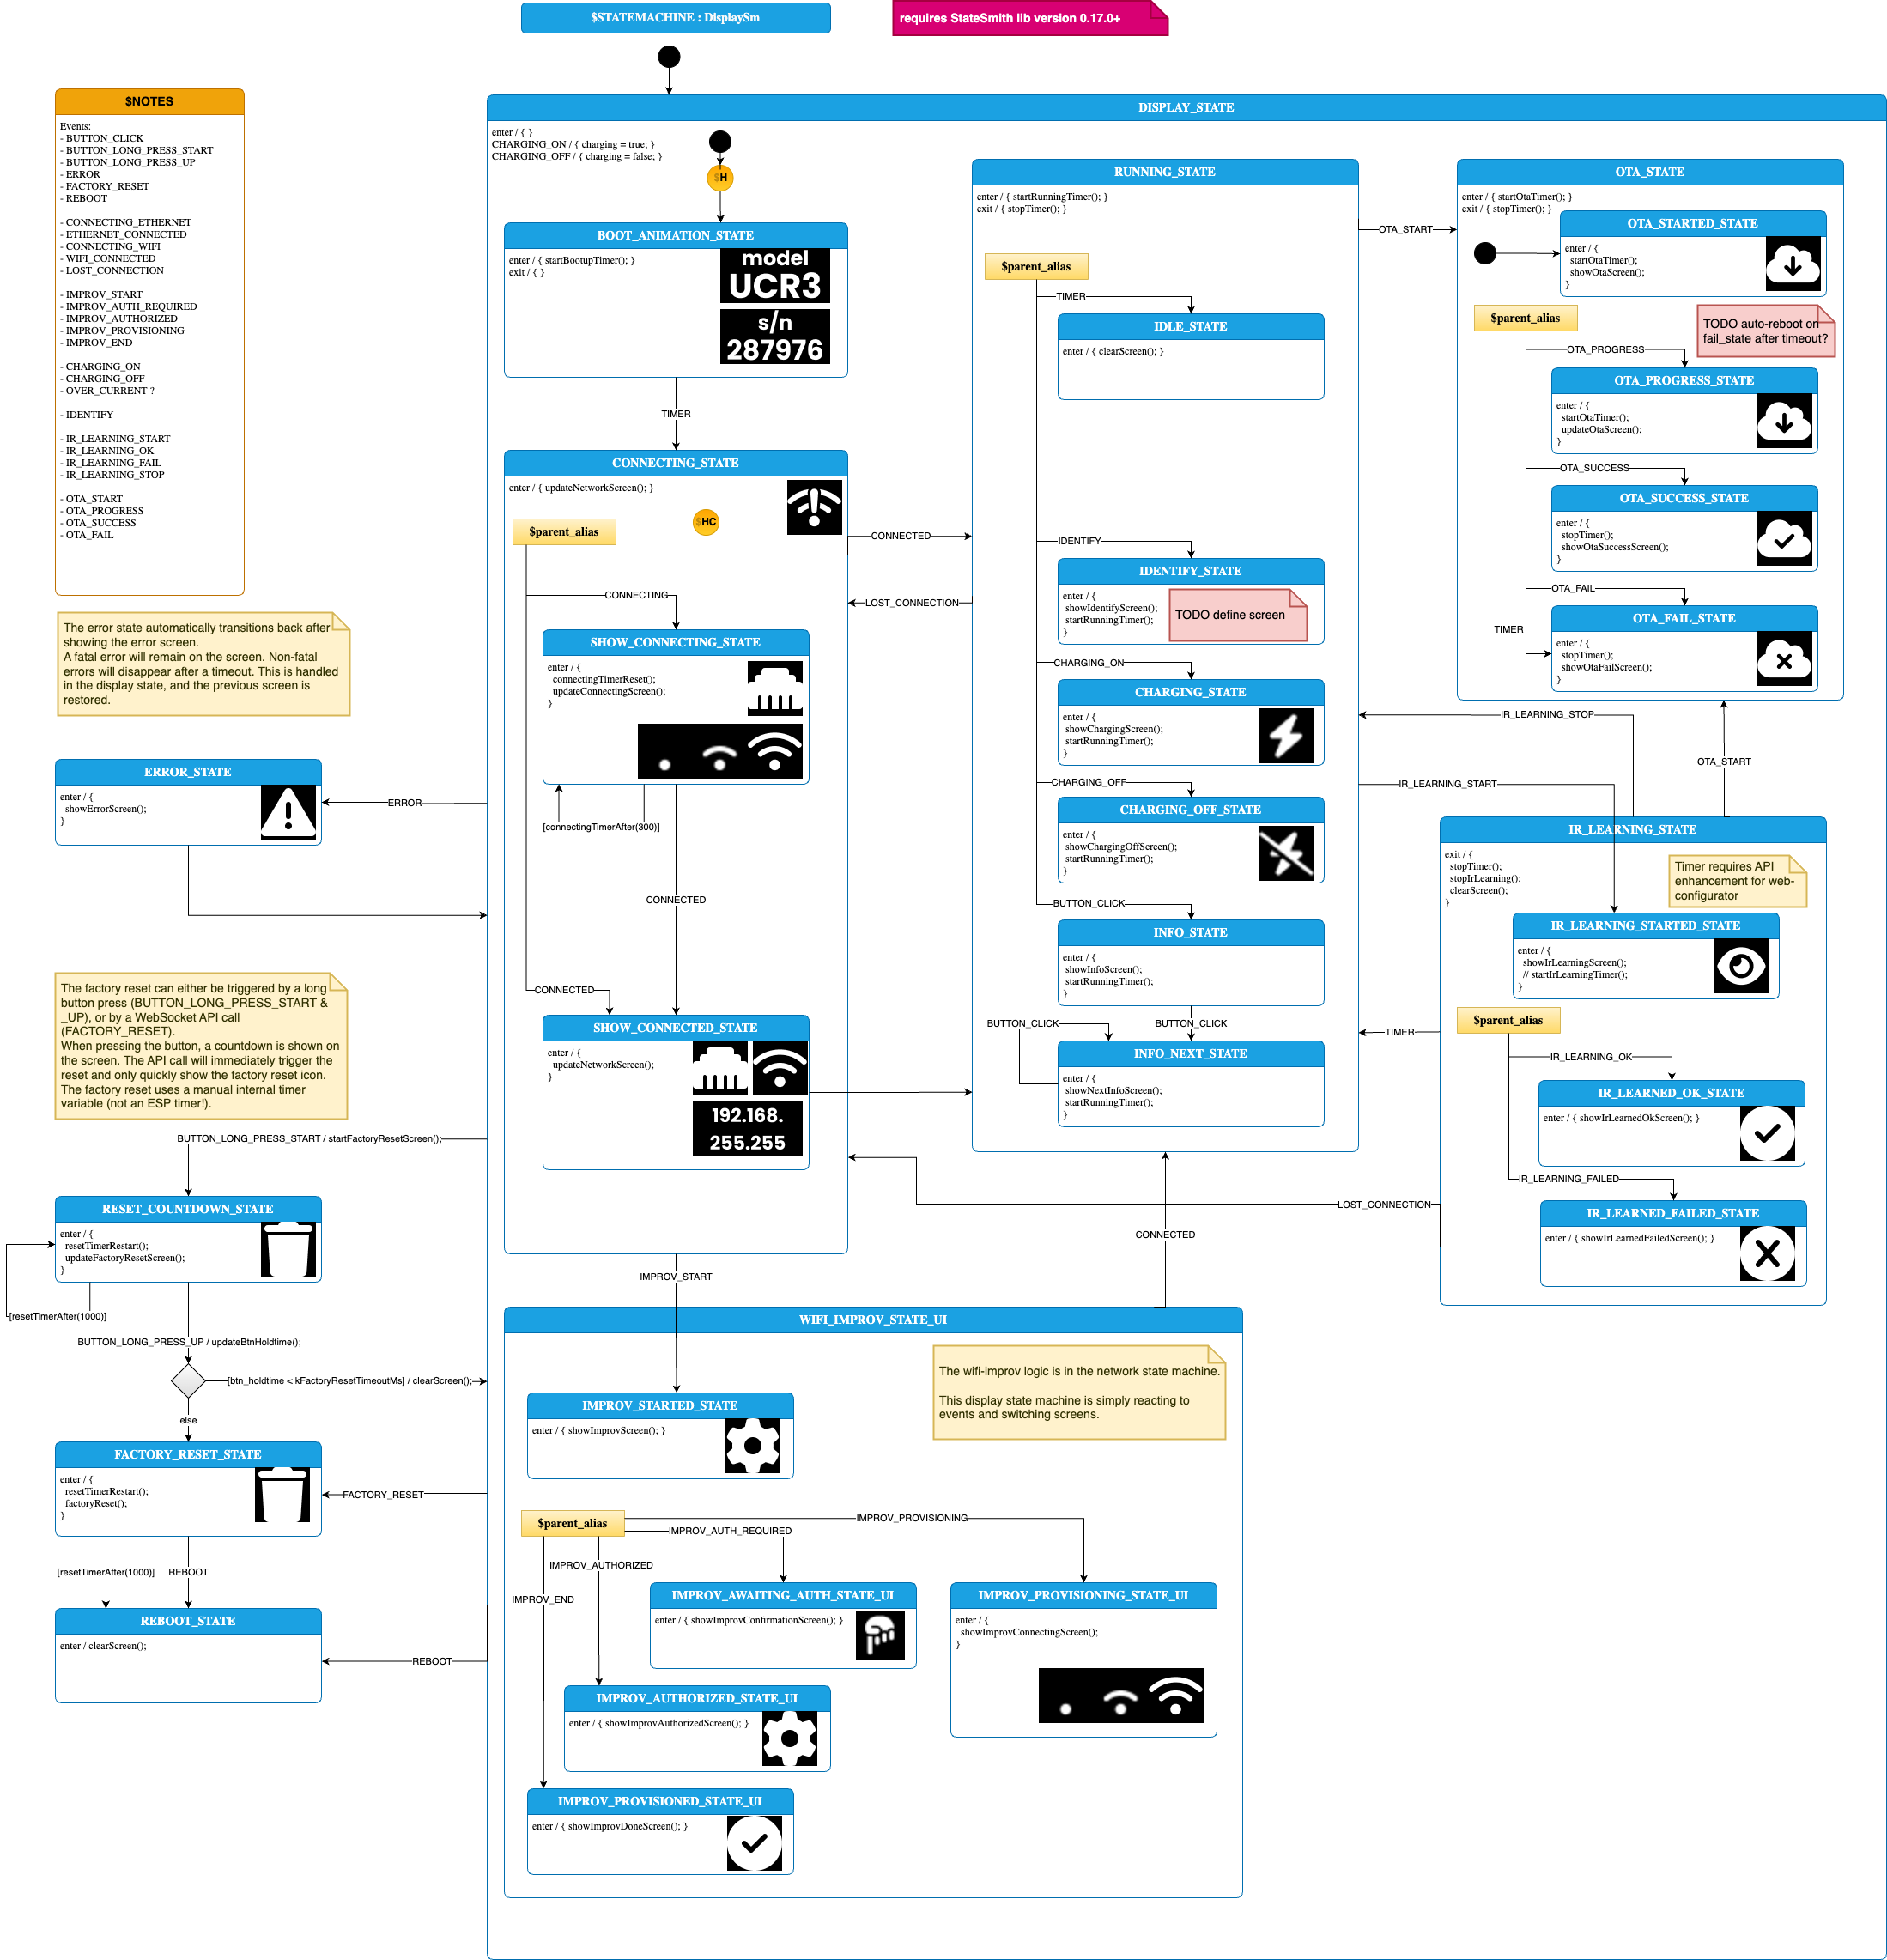 $STATEMACHINE : DisplaySm
requires StateSmith lib version 0.17.0+
$NOTES
Events:
- BUTTON_CLICK
- BUTTON_LONG_PRESS_START
- BUTTON_LONG_PRESS_UP
- ERROR
- FACTORY_RESET
- REBOOT
- CONNECTING_ETHERNET
- ETHERNET_CONNECTED
- CONNECTING_WIFI
- WIFI_CONNECTED
- LOST_CONNECTION
- IMPROV_START
- IMPROV_AUTH_REQUIRED
- IMPROV_AUTHORIZED
- IMPROV_PROVISIONING
- IMPROV_END
- CHARGING_ON
- CHARGING_OFF
- OVER_CURRENT ?
- IDENTIFY
- IR_LEARNING_START
- IR_LEARNING_OK
- IR_LEARNING_FAIL
- IR_LEARNING_STOP
- OTA_START
- OTA_PROGRESS
- OTA_SUCCESS
- OTA_FAIL
The error state automatically transitions back after
showing the error screen.
A fatal error will remain on the screen. Non-fatal
errors will disappear after a timeout. This is handled
in the display state, and the previous screen is
restored.
ERROR_STATE
enter / {
showErrorScreen();
}
ERROR
The factory reset can either be triggered by a long
button press (BUTTON_LONG_PRESS_START &
_UP), or by a WebSocket API call
(FACTORY_RESET).
When pressing the button, a countdown is shown on
the screen. The API call will immediately trigger the
reset and only quickly show the factory reset icon.
The factory reset uses a manual internal timer
variable (not an ESP timer!).
BUTTON_LONG_PRESS_START / startFactoryResetScreen();
RESET_COUNTDOWN_STATE
enter / {
resetTimerRestart();
updateFactoryResetScreen();
}
[resetTimerAfter(1000)]
BUTTON_LONG_PRESS_UP / updateBtnHoldtime();
[btn_holdtime < kFactoryResetTimeoutMs] / clearScreen();
else
FACTORY_RESET_STATE
enter / {
resetTimerRestart();
factoryReset();
}
FACTORY_RESET
[resetTimerAfter(1000)]
REBOOT
REBOOT_STATE
enter / clearScreen();
REBOOT
DISPLAY_STATE
enter / { }
CHARGING_ON / { charging = true; }
CHARGING_OFF / { charging = false; }
$H
BOOT_ANIMATION_STATE
enter / { startBootupTimer(); }
exit / { }
model
UCR3
s/n
287976
TIMER
CONNECTING_STATE
enter / { updateNetworkScreen(); }
$HC
$parent_alias
CONNECTING
SHOW_CONNECTING_STATE
enter / {
connectingTimerReset();
updateConnectingScreen();
}
[connectingTimerAfter(300)]
CONNECTED
CONNECTED
SHOW_CONNECTED_STATE
enter / {
updateNetworkScreen();
}
192.168.
255.255
CONNECTED
LOST_CONNECTION
RUNNING_STATE
enter / { startRunningTimer(); }
exit / { stopTimer(); }
$parent_alias
TIMER
IDLE_STATE
enter / { clearScreen(); }
IDENTIFY
IDENTIFY_STATE
enter / {
showIdentifyScreen();
startRunningTimer();
}
TODO define screen
CHARGING_ON
CHARGING_STATE
enter / {
showChargingScreen();
startRunningTimer();
}
CHARGING_OFF
CHARGING_OFF_STATE
enter / {
showChargingOffScreen();
startRunningTimer();
}
BUTTON_CLICK
INFO_STATE
enter / {
showInfoScreen();
startRunningTimer();
}
BUTTON_CLICK
BUTTON_CLICK
INFO_NEXT_STATE
enter / {
showNextInfoScreen();
startRunningTimer();
}
OTA_START
OTA_STATE
enter / { startOtaTimer(); }
exit / { stopTimer(); }
OTA_STARTED_STATE
enter / {
startOtaTimer();
showOtaScreen();
}
$parent_alias
TODO auto-reboot on
fail_state after timeout?
OTA_PROGRESS
OTA_PROGRESS_STATE
enter / {
startOtaTimer();
updateOtaScreen();
}
OTA_SUCCESS
OTA_SUCCESS_STATE
enter / {
stopTimer();
showOtaSuccessScreen();
}
OTA_FAIL
TIMER
OTA_FAIL_STATE
enter / {
stopTimer();
showOtaFailScreen();
}
IR_LEARNING_STOP
OTA_START
IR_LEARNING_START
IR_LEARNING_STATE
exit / {
stopTimer();
stopIrLearning();
clearScreen();
}
Timer requires API
enhancement for web-
configurator
IR_LEARNING_STARTED_STATE
enter / {
showIrLearningScreen();
// startIrLearningTimer();
}
$parent_alias
TIMER
IR_LEARNING_OK
IR_LEARNED_OK_STATE
enter / { showIrLearnedOkScreen(); }
IR_LEARNING_FAILED
IR_LEARNED_FAILED_STATE
enter / { showIrLearnedFailedScreen(); }
LOST_CONNECTION
CONNECTED
IMPROV_START
WIFI_IMPROV_STATE_UI
The wifi-improv logic is in the network state machine.
This display state machine is simply reacting to
events and switching screens.
IMPROV_STARTED_STATE
enter / { showImprovScreen(); }
$parent_alias
IMPROV_PROVISIONING
IMPROV_AUTH_REQUIRED
IMPROV_AUTHORIZED
IMPROV_END
IMPROV_AWAITING_AUTH_STATE_UI
enter / { showImprovConfirmationScreen(); }
IMPROV_PROVISIONING_STATE_UI
enter / {
showImprovConnectingScreen();
}
IMPROV_AUTHORIZED_STATE_UI
enter / { showImprovAuthorizedScreen(); }
IMPROV_PROVISIONED_STATE_UI
enter / { showImprovDoneScreen(); }